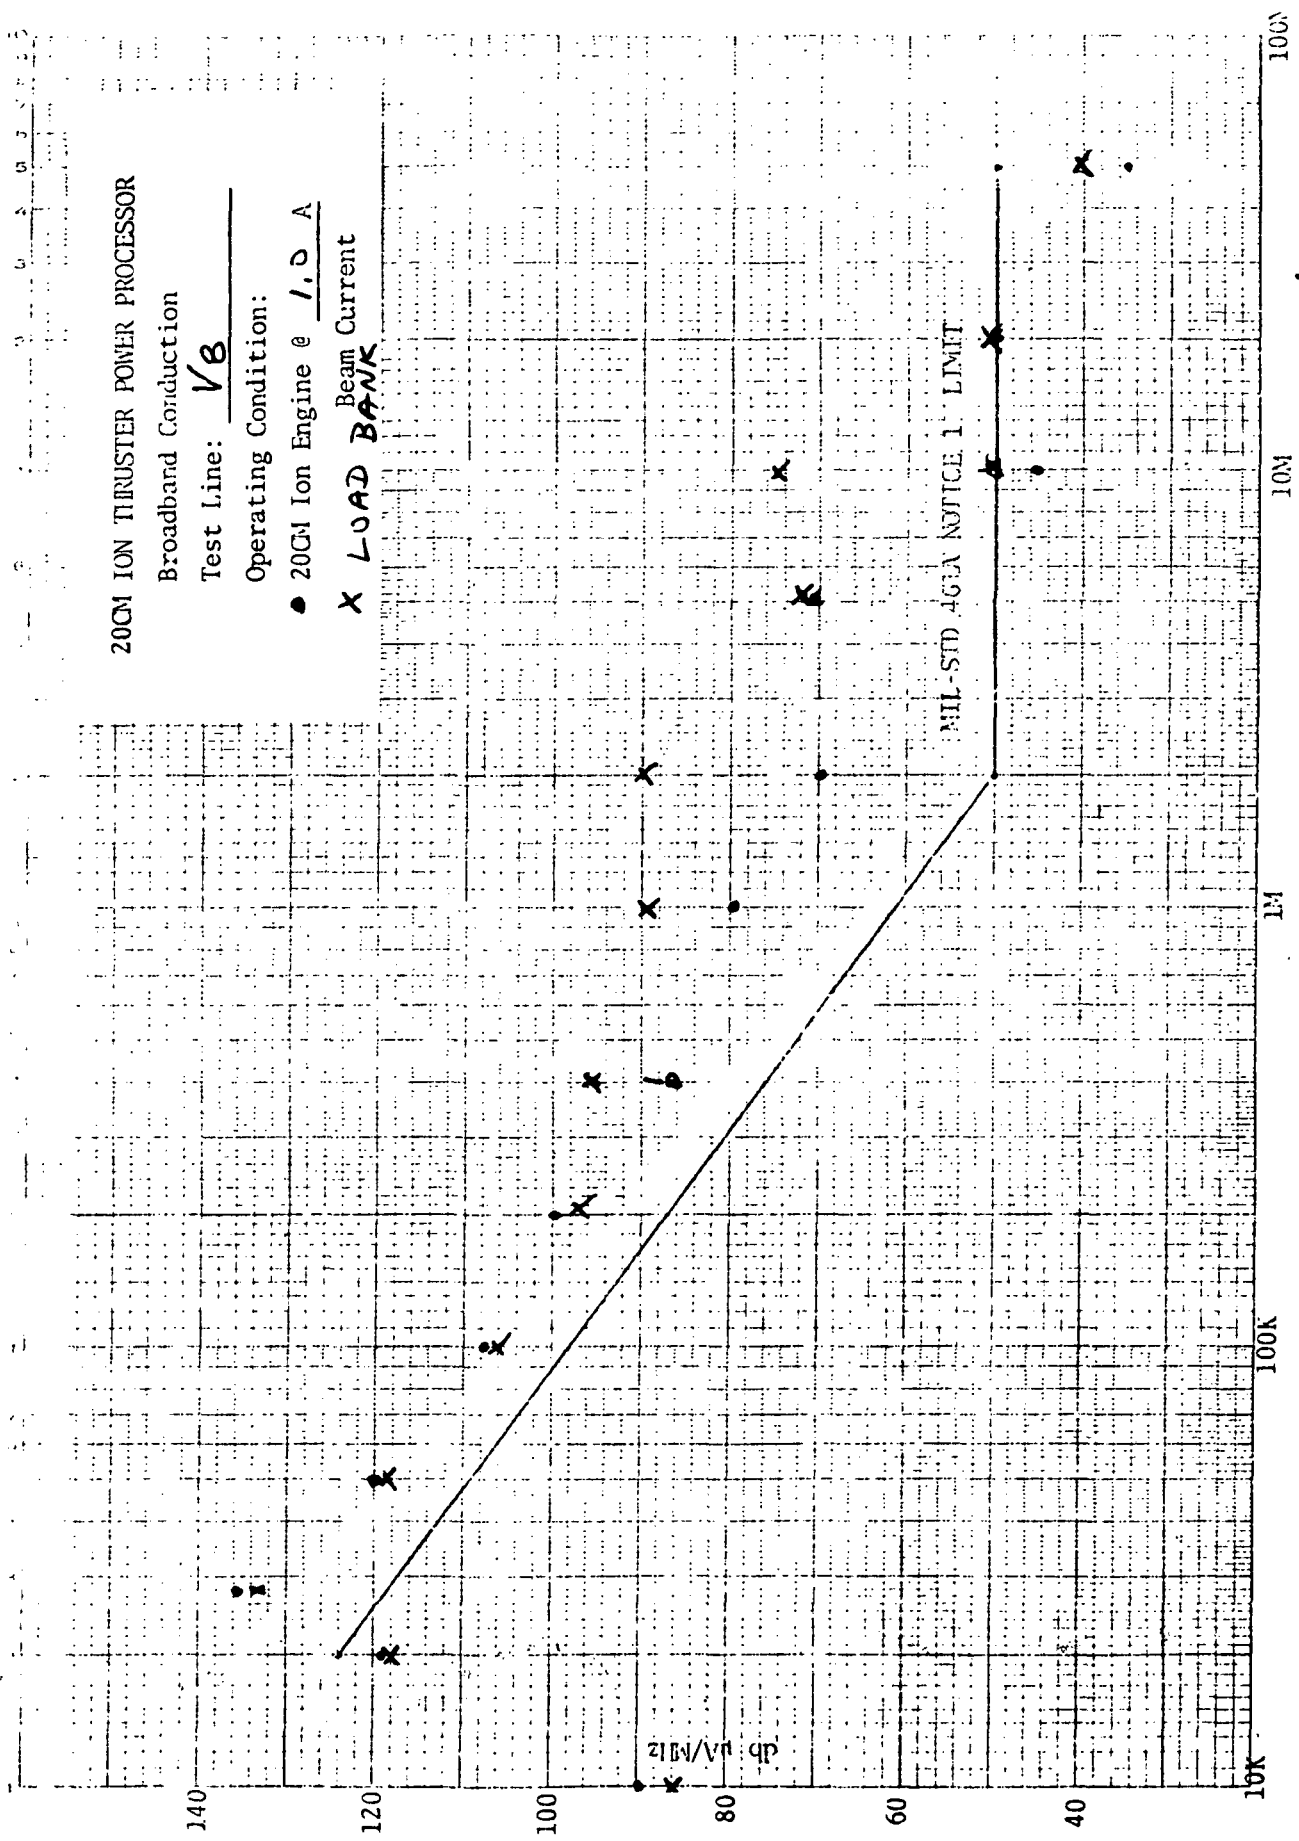 20CM ION THRUSTER POWER PROCESSOR
Broadband Conduction
Test Line: VB
Operating Condition:
● 20CM Ion Engine @ 1.0 A
Beam Current
X LOAD BANK
MIL-STD 461A NOTICE 1 LIMIT
db µA/MHz
140
120
100
80
60
40
10K
100K
1M
10M
100M